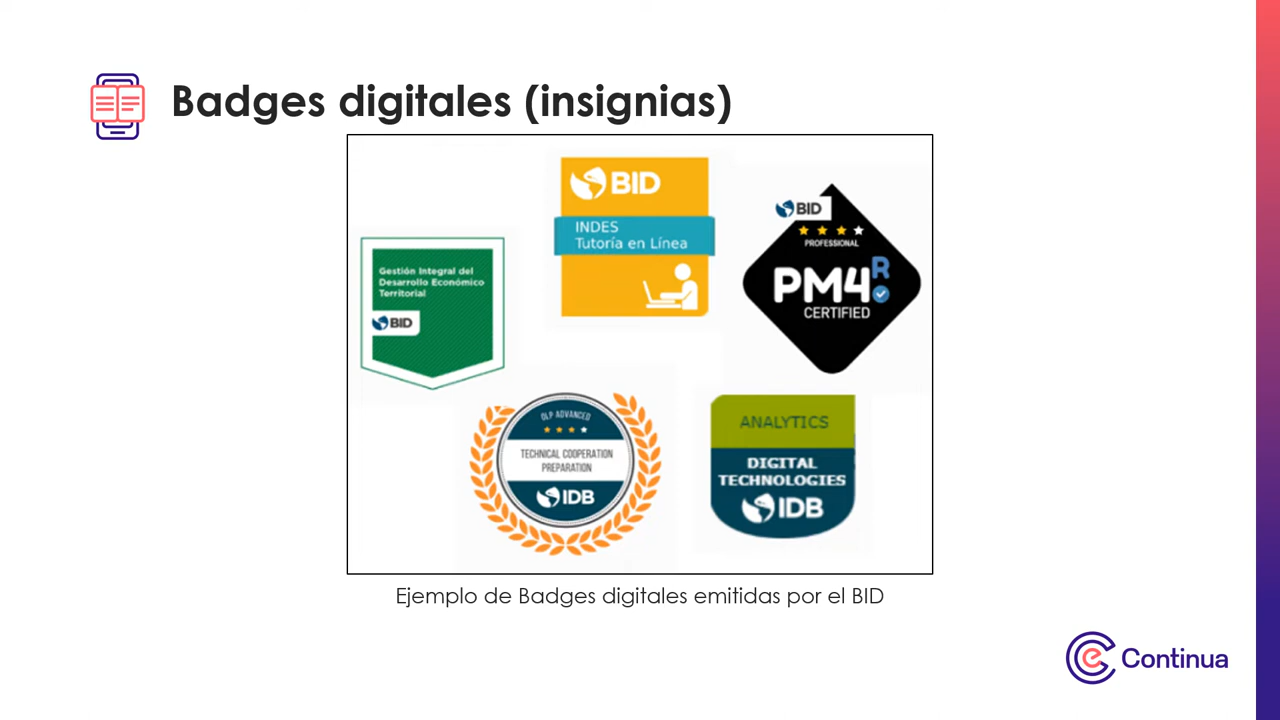 Badges digitales (insignias)
BID
INDES
Tutoría en Línea
BID
PROFESSIONAL
PM4R
CERTIFIED
Gestión Integral del
Desarrollo Económico
Territorial
BID
OLP ADVANCED
TECHNICAL COOPERATION
PREPARATION
IDB
ANALYTICS
DIGITAL
TECHNOLOGIES
IDB
Ejemplo de Badges digitales emitidas por el BID
e Continua